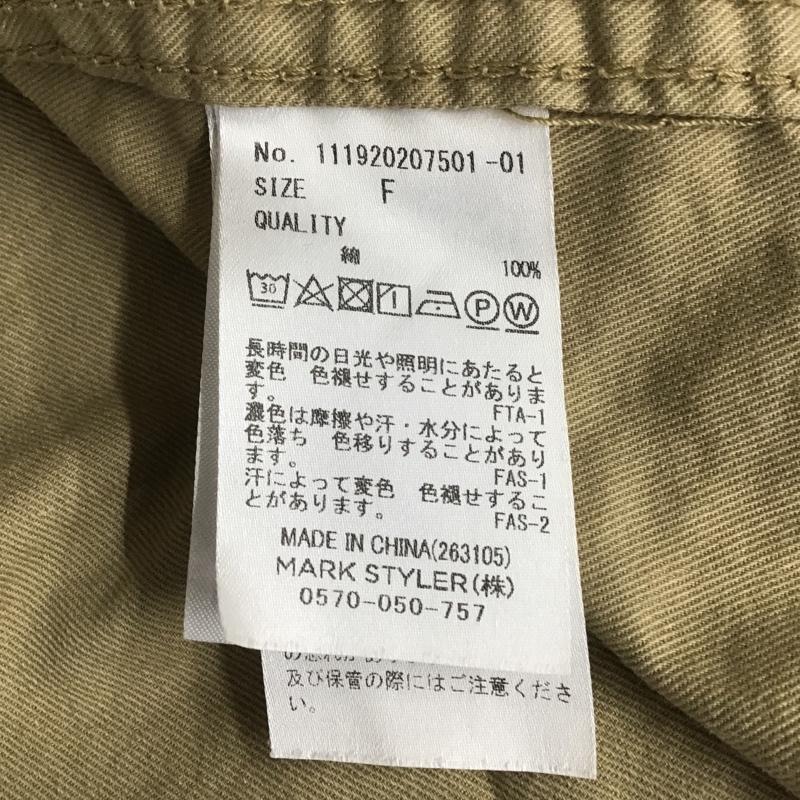 No. 111920207501-01
SIZE F
QUALITY
綿 100%
30 P W
長時間の日光や照明にあたると
変色 色褪せすることがありま
す。 FTA-1
濃色は摩擦や汗・水分によって
色落ち 色移りすることがあり
ます。 FAS-1
汗によって変色 色褪せするこ
とがあります。 FAS-2
MADE IN CHINA(263105)
MARK STYLER(株)
0570-050-757
及び保管の際にはご注意くださ
い。